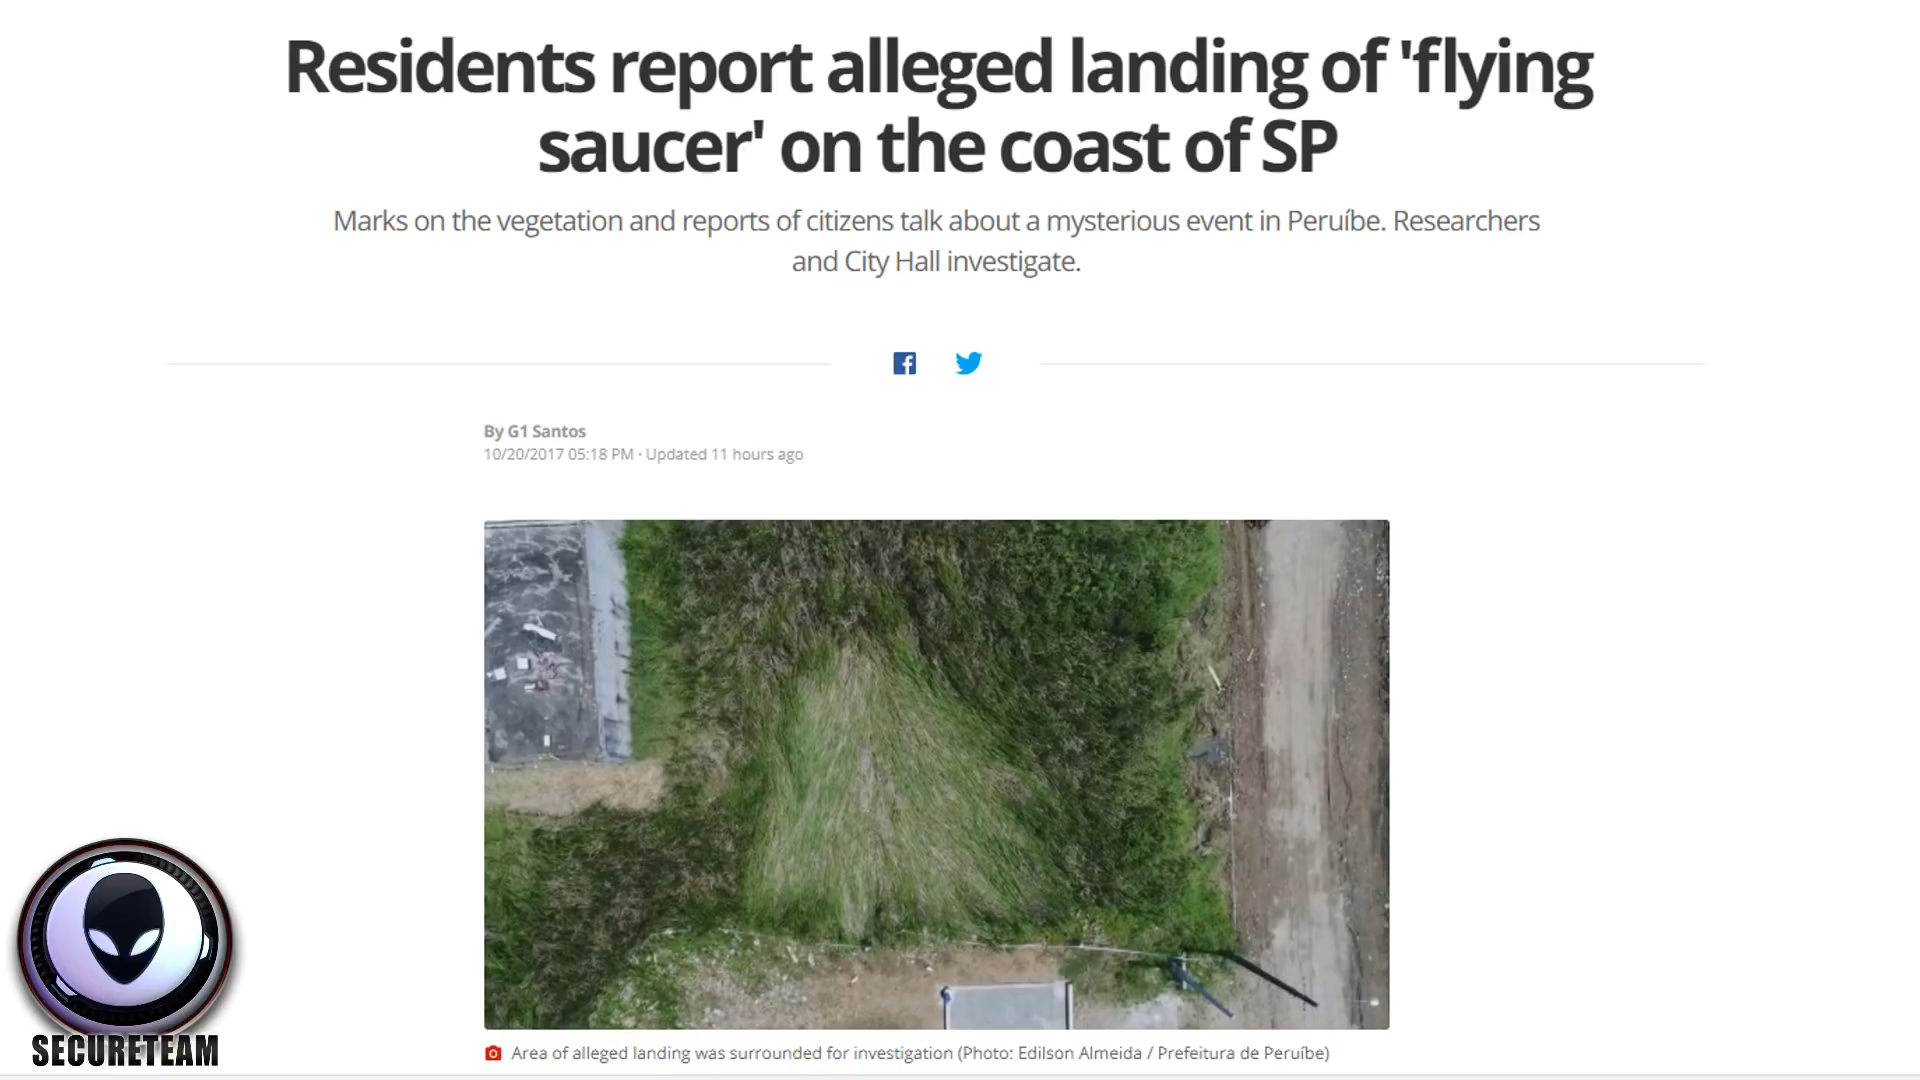 Residents report alleged landing of 'flying
saucer' on the coast of SP
Marks on the vegetation and reports of citizens talk about a mysterious event in Peruíbe. Researchers
and City Hall investigate.
By G1 Santos
10/20/2017 05:18 PM · Updated 11 hours ago
Area of alleged landing was surrounded for investigation (Photo: Edilson Almeida / Prefeitura de Peruíbe)
SECURETEAM